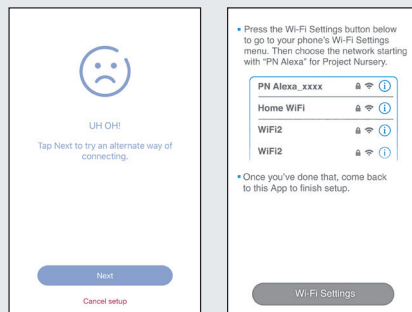 UH OH!
Tap Next to try an alternate way of
connecting.
Next
Cancel setup
▪ Press the Wi-Fi Settings button below
to go to your phone's Wi-Fi Settings
menu. Then choose the network starting
with "PN Alexa" for Project Nursery.
PN Alexa_xxxx
Home WiFi
WiFi2
WiFi2
▪ Once you've done that, come back
to this App to finish setup.
Wi-Fi Settings